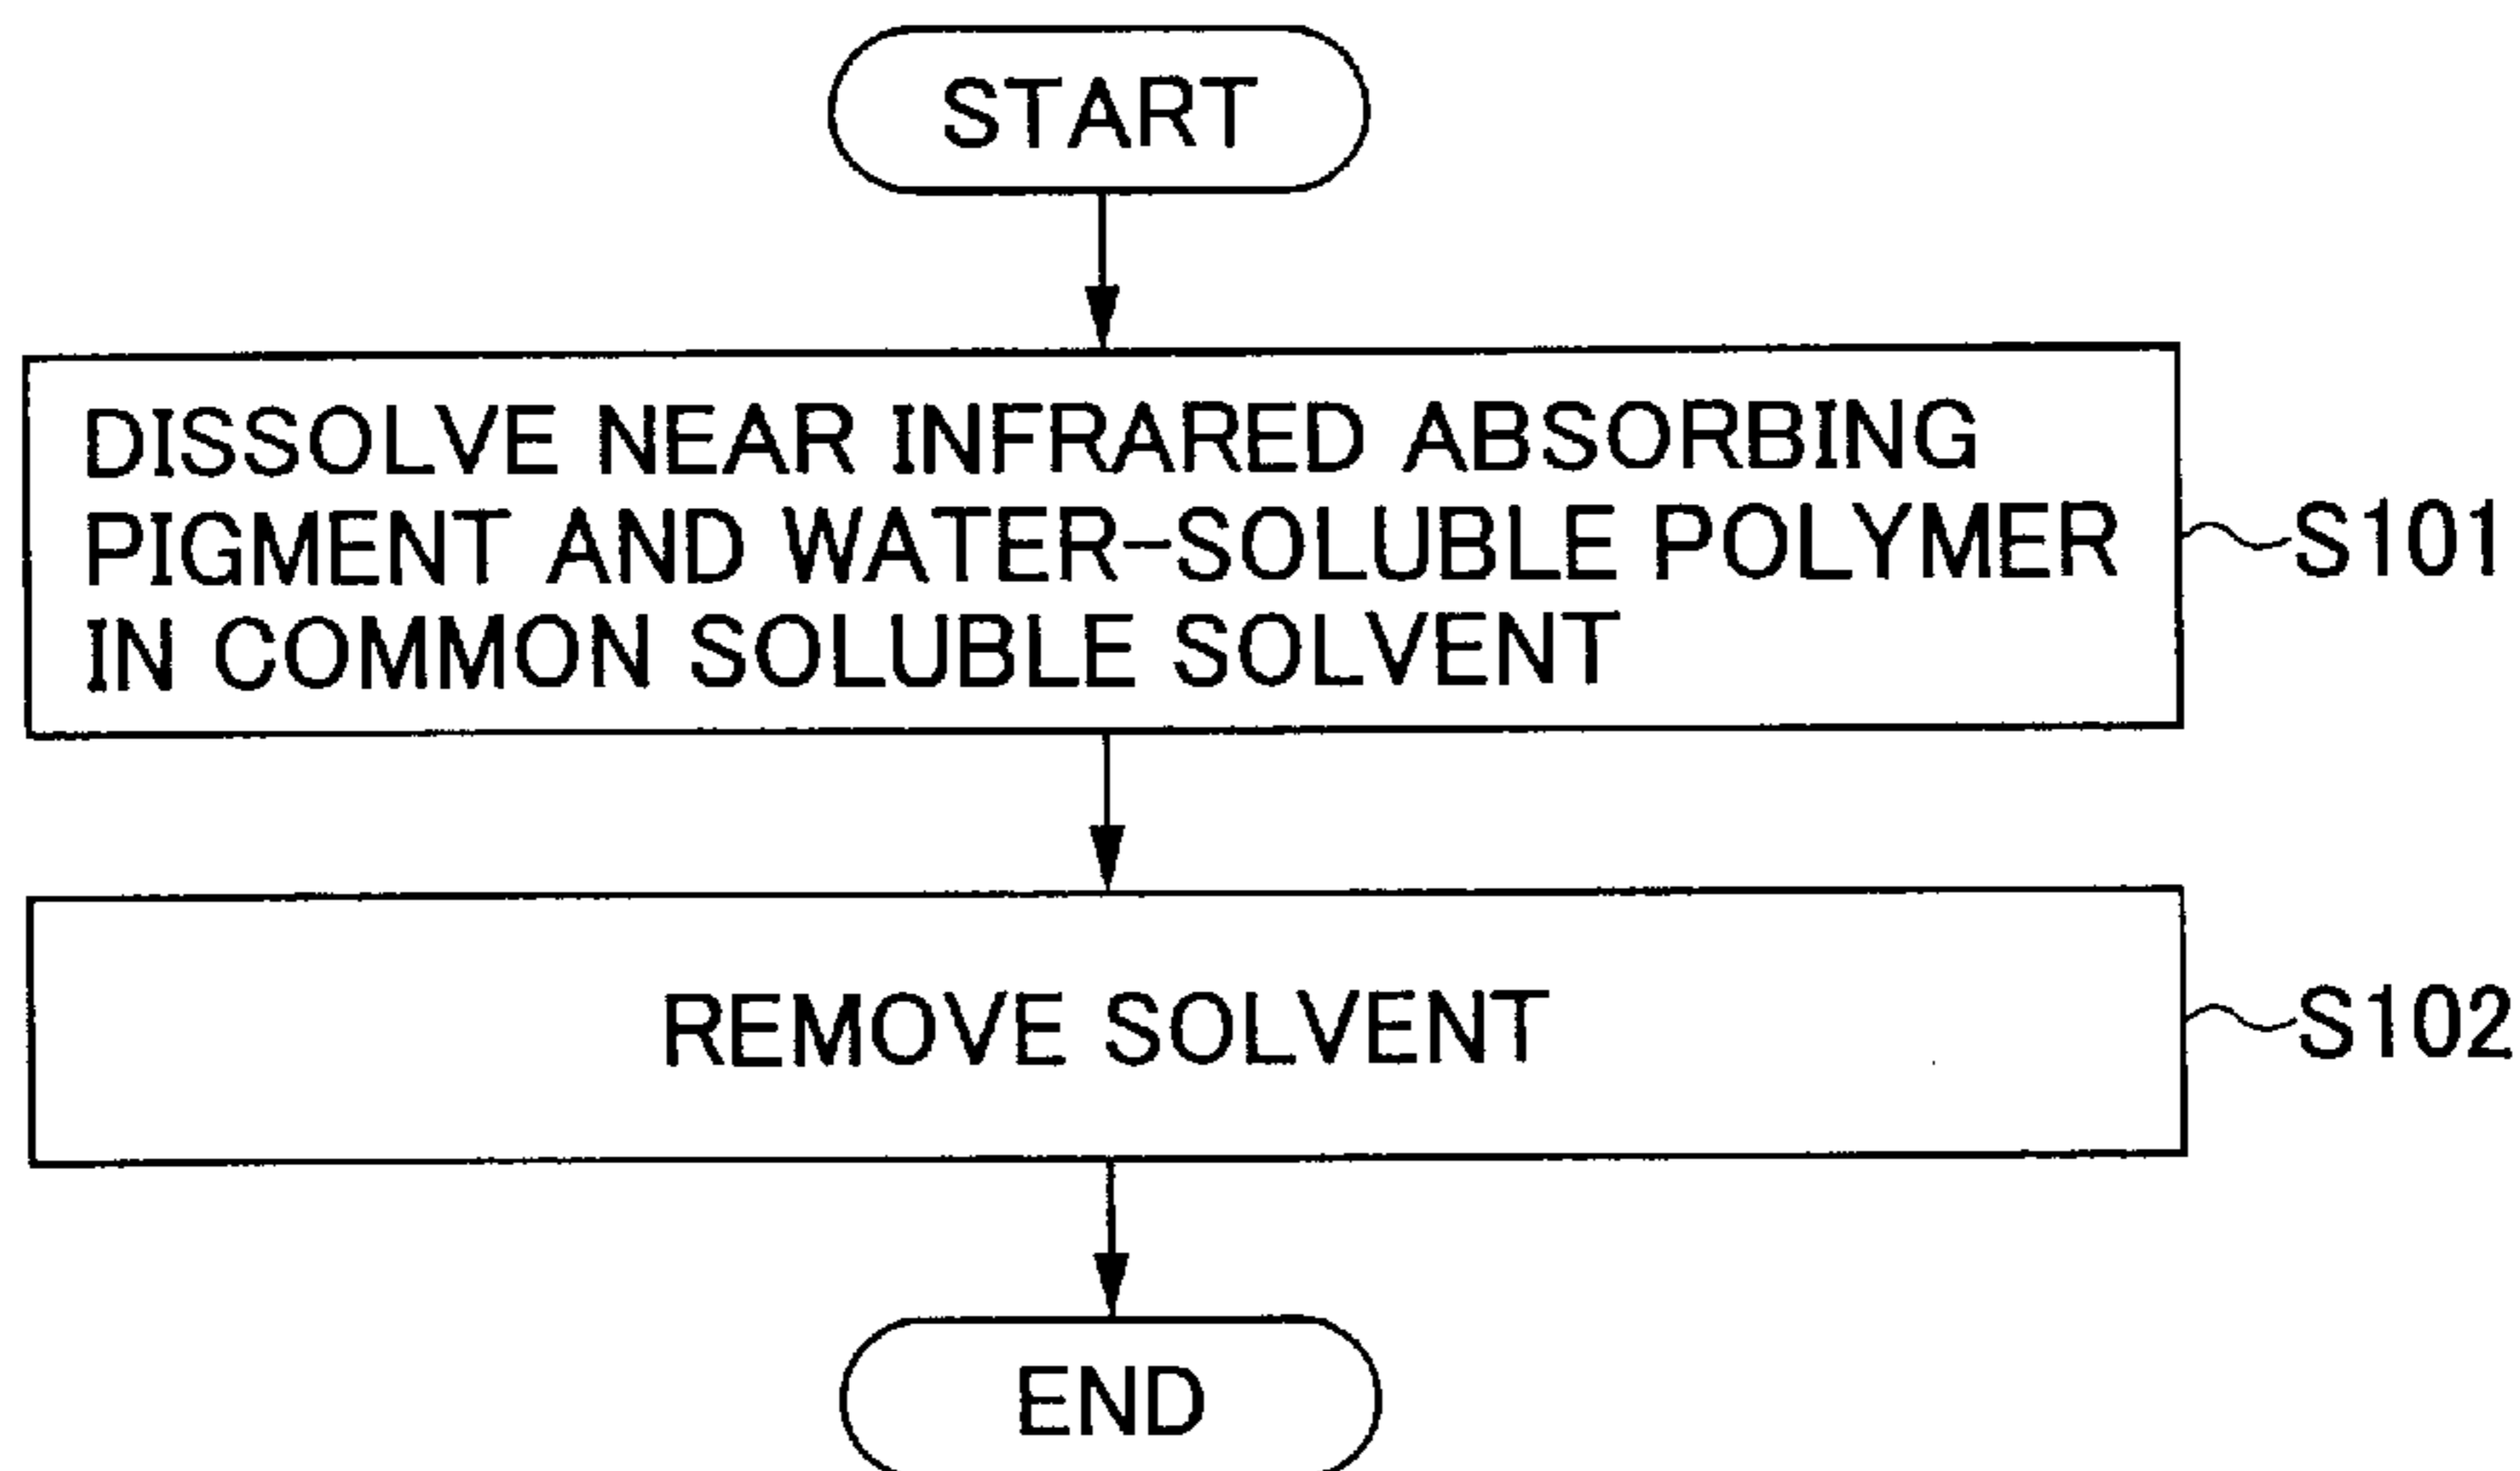 START
DISSOLVE NEAR INFRARED ABSORBING
PIGMENT AND WATER-SOLUBLE POLYMER
IN COMMON SOLUBLE SOLVENT
S101
REMOVE SOLVENT
S102
END